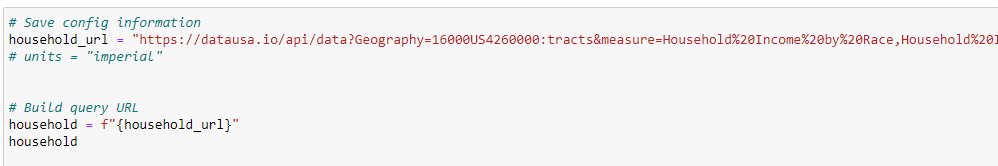 # Save config information
household_url = "https://datausa.io/api/data?Geography=16000US4260000:tracts&measure=Household%20Income%20by%20Race,Household%20I
# units = "imperial"
# Build query URL
household = f"{household_url}"
household